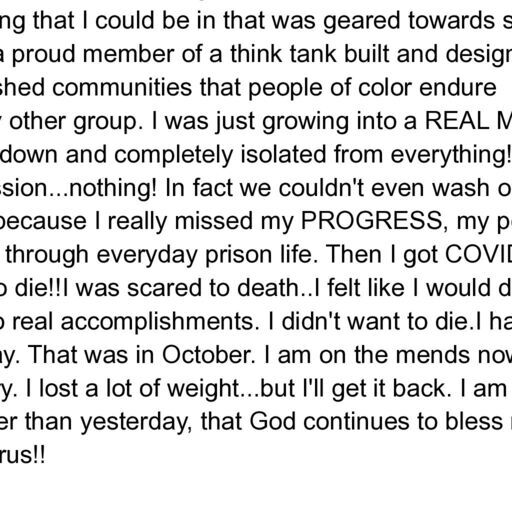 ng that I could be in that was geared towards s
a proud member of a think tank built and design
shed communities that people of color endure
other group. I was just growing into a REAL M
down and completely isolated from everything!
ssion...nothing! In fact we couldn't even wash o
because I really missed my PROGRESS, my p
through everyday prison life. Then I got COVID
o die!!I was scared to death..I felt like I would d
o real accomplishments. I didn't want to die.I ha
ay. That was in October. I am on the mends now
ry. I lost a lot of weight...but I'll get it back. I am
er than yesterday, that God continues to bless
rus!!